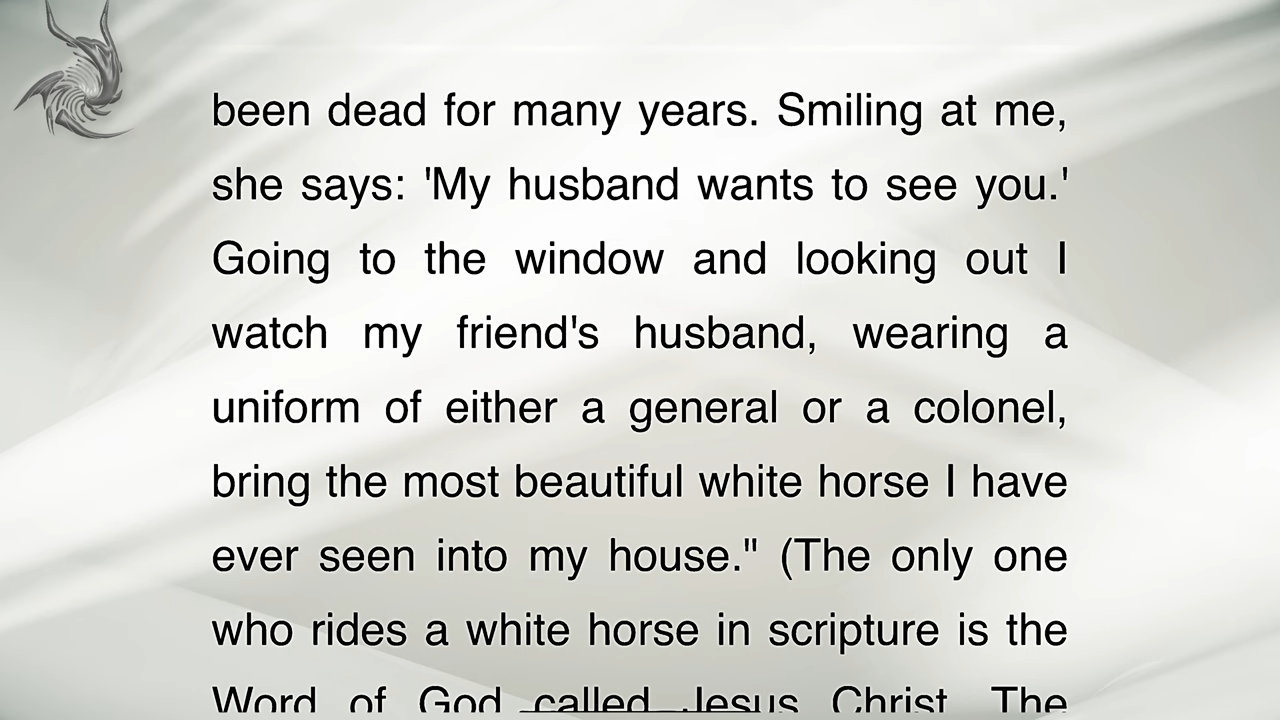 been dead for many years. Smiling at me,
she says: 'My husband wants to see you.'
Going to the window and looking out I
watch my friend's husband, wearing a
uniform of either a general or a colonel,
bring the most beautiful white horse I have
ever seen into my house." (The only one
who rides a white horse in scripture is the
Word of God called Jesus Christ. The